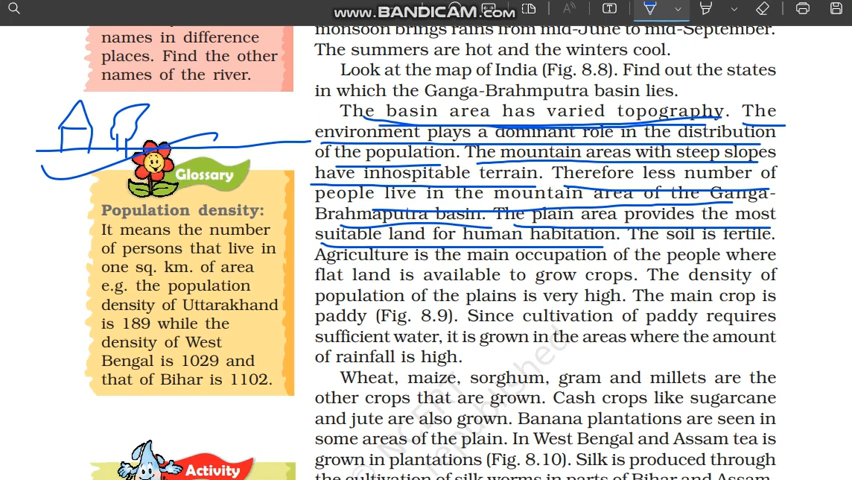 www.BANDICAM.com
names in difference
places. Find the other
names of the river.
Glossary
Population density:
It means the number
of persons that live in
one sq. km. of area
e.g. the population
density of Uttarakhand
is 189 while the
density of West
Bengal is 1029 and
that of Bihar is 1102.
Activity
monsoon brings rains from mid-June to mid-September.
The summers are hot and the winters cool.
Look at the map of India (Fig. 8.8). Find out the states
in which the Ganga-Brahmputra basin lies.
The basin area has varied topography. The
environment plays a dominant role in the distribution
of the population. The mountain areas with steep slopes
have inhospitable terrain. Therefore less number of
people live in the mountain area of the Ganga-
Brahmaputra basin. The plain area provides the most
suitable land for human habitation. The soil is fertile.
Agriculture is the main occupation of the people where
flat land is available to grow crops. The density of
population of the plains is very high. The main crop is
paddy (Fig. 8.9). Since cultivation of paddy requires
sufficient water, it is grown in the areas where the amount
of rainfall is high.
Wheat, maize, sorghum, gram and millets are the
other crops that are grown. Cash crops like sugarcane
and jute are also grown. Banana plantations are seen in
some areas of the plain. In West Bengal and Assam tea is
grown in plantations (Fig. 8.10). Silk is produced through
the cultivation of silk worms in parts of Bihar and Assam.
© NCERT
republished